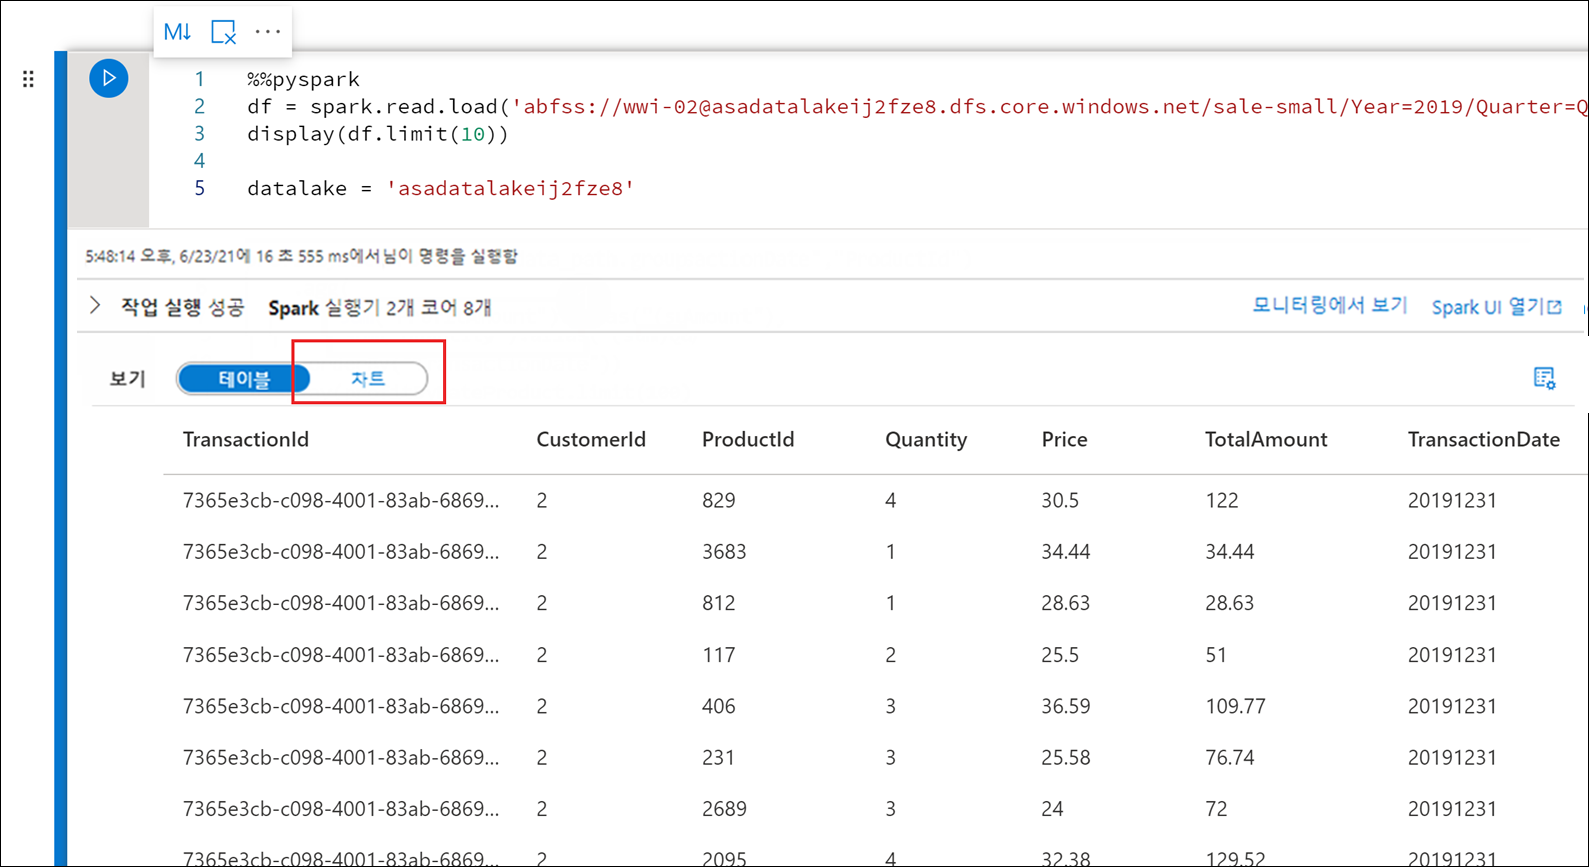 M↓ ...
1 %%pyspark
2 df = spark.read.load('abfss://wwi-02@asadatalakeij2fze8.dfs.core.windows.net/sale-small/Year=2019/Quarter=Q
3 display(df.limit(10))
4
5 datalake = 'asadatalakeij2fze8'
5:48:14 오후, 6/23/21에 16 초 555 ms에서님이 명령을 실행함
작업 실행 성공 Spark 실행기 2개 코어 8개 모니터링에서 보기 Spark UI 열기
보기 테이블 차트
TransactionId CustomerId ProductId Quantity Price TotalAmount TransactionDate
7365e3cb-c098-4001-83ab-6869... 2 829 4 30.5 122 20191231
7365e3cb-c098-4001-83ab-6869... 2 3683 1 34.44 34.44 20191231
7365e3cb-c098-4001-83ab-6869... 2 812 1 28.63 28.63 20191231
7365e3cb-c098-4001-83ab-6869... 2 117 2 25.5 51 20191231
7365e3cb-c098-4001-83ab-6869... 2 406 3 36.59 109.77 20191231
7365e3cb-c098-4001-83ab-6869... 2 231 3 25.58 76.74 20191231
7365e3cb-c098-4001-83ab-6869... 2 2689 3 24 72 20191231
7365e3cb-c098-4001-83ab-6869... 2 2095 4 32.38 129.52 20191231